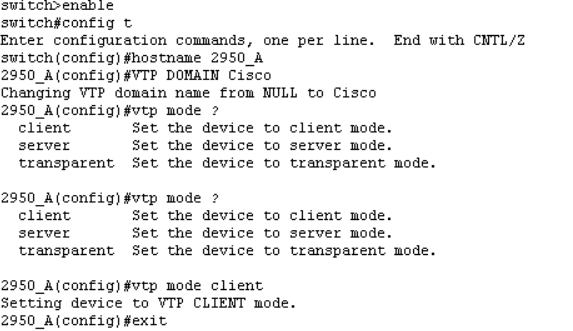 switch>enable
switch#config t
Enter configuration commands, one per line.  End with CNTL/Z
switch(config)#hostname 2950_A
2950_A(config)#VTP DOMAIN Cisco
Changing VTP domain name from NULL to Cisco
2950_A(config)#vtp mode ?
  client       Set the device to client mode.
  server       Set the device to server mode.
  transparent  Set the device to transparent mode.

2950_A(config)#vtp mode ?
  client       Set the device to client mode.
  server       Set the device to server mode.
  transparent  Set the device to transparent mode.

2950_A(config)#vtp mode client
Setting device to VTP CLIENT mode.
2950_A(config)#exit